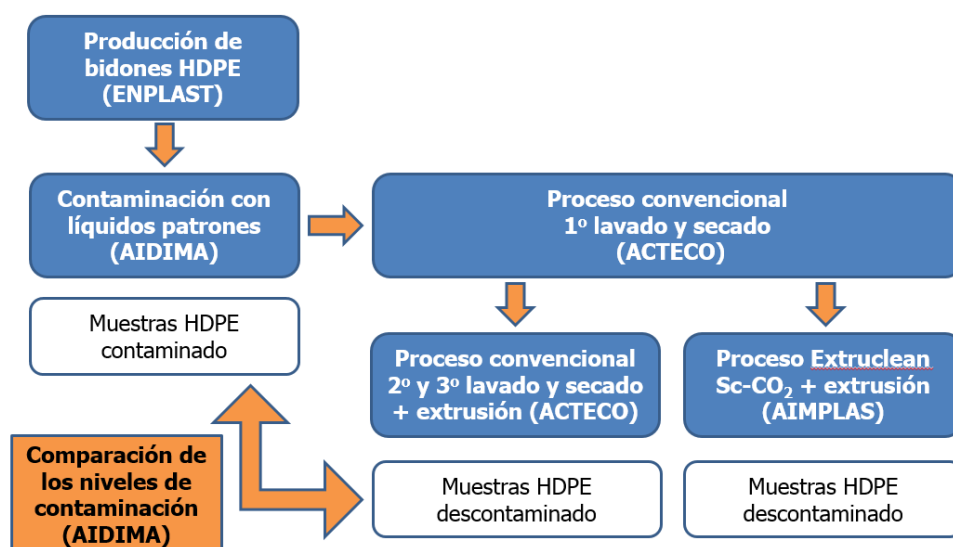 Producción de
bidones HDPE
(ENPLAST)
Contaminación con
líquidos patrones
(AIDIMA)
Proceso convencional
1º lavado y secado
(ACTECO)
Muestras HDPE
contaminado
Proceso convencional
2º y 3º lavado y secado
+ extrusión (ACTECO)
Proceso Extruclean
Sc-CO₂ + extrusión
(AIMPLAS)
Comparación de
los niveles de
contaminación
(AIDIMA)
Muestras HDPE
descontaminado
Muestras HDPE
descontaminado